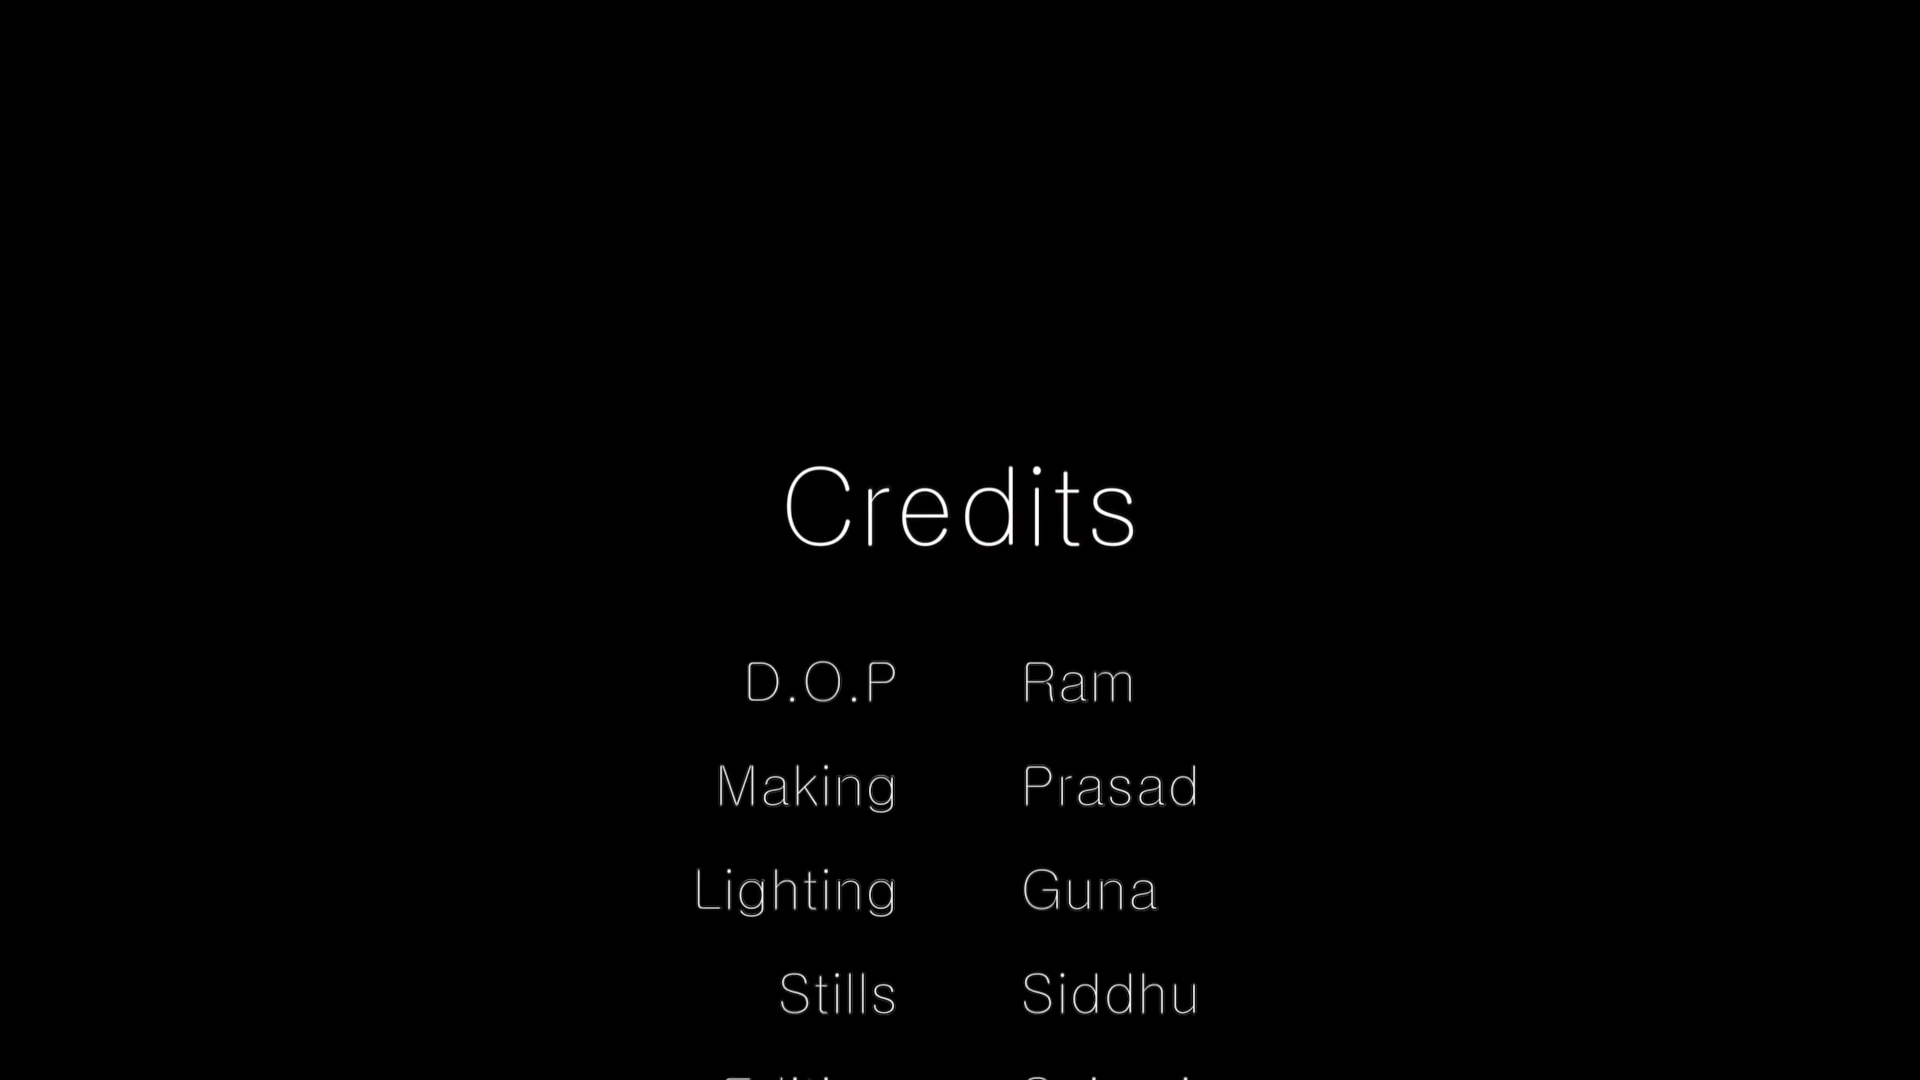 Credits
D.O.P Ram
Making Prasad
Lighting Guna
Stills Siddhu